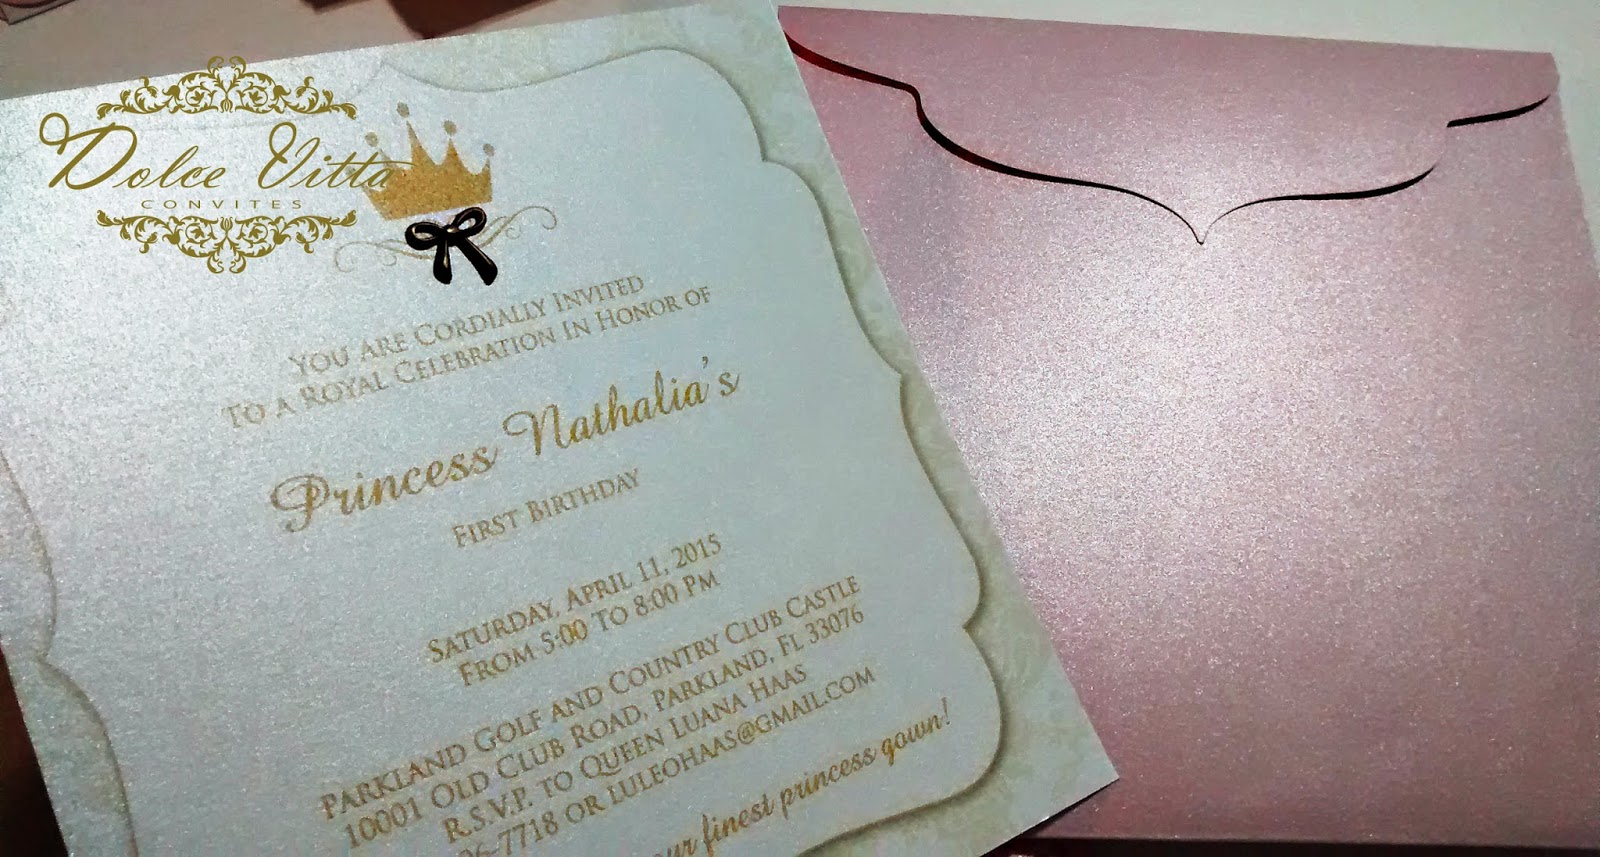 Dolce Vitta
CONVITES
You are Cordially Invited
To a Royal Celebration In Honor of
Princess Nathalia's
First Birthday
Saturday, April 11, 2015
From 5:00 To 8:00 Pm
Parkland Golf and Country Club Castle
10001 Old Club Road, Parkland, FL 33076
R.S.V.P. to Queen Luana Haas
-7718 or luleohaas@gmail.com
finest princess gown!